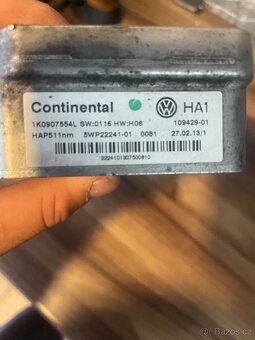 Continental HA1
1K0907554L SW:0116 HW:H06 109429-01
HAP511nm 5WP22241-01 0081 27.02.13/1
2224101307500810
Sbazoš.cz